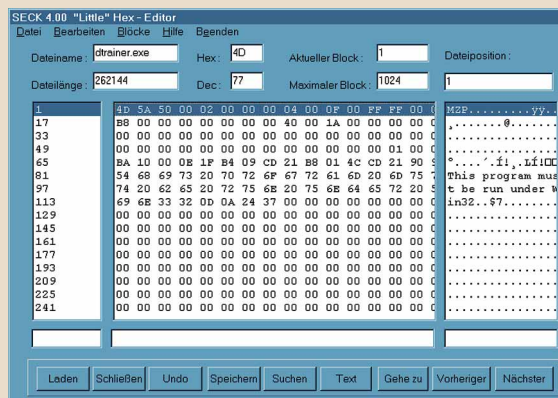 SECK 4.00 "Little" Hex - Editor
Datei Bearbeiten Blöcke Hilfe Beenden
Dateiname: dtrainer.exe Hex: 4D Aktueller Block: 1 Dateiposition:
Dateilänge: 262144 Dec: 77 Maximaler Block: 1024 1
1 4D 5A 50 00 02 00 00 00 04 00 0F 00 FF FF 00 MZP.........ÿÿ..
17 B8 00 00 00 00 00 00 00 40 00 1A 00 00 00 00 ¸.......@.......
33 00 00 00 00 00 00 00 00 00 00 00 00 00 00 00 ................
49 00 00 00 00 00 00 00 00 00 00 00 00 00 01 00 ................
65 BA 10 00 0E 1F B4 09 CD 21 B8 01 4C CD 21 90 °....´.Í!¸.LÍ!
81 54 68 69 73 20 70 72 6F 67 72 61 6D 20 6D 75 This program mus
97 74 20 62 65 20 72 75 6E 20 75 6E 64 65 72 20 t be run under W
113 69 6E 33 32 0D 0A 24 37 00 00 00 00 00 00 00 in32..$7........
129 00 00 00 00 00 00 00 00 00 00 00 00 00 00 00 ................
145 00 00 00 00 00 00 00 00 00 00 00 00 00 00 00 ................
161 00 00 00 00 00 00 00 00 00 00 00 00 00 00 00 ................
177 00 00 00 00 00 00 00 00 00 00 00 00 00 00 00 ................
193 00 00 00 00 00 00 00 00 00 00 00 00 00 00 00 ................
209 00 00 00 00 00 00 00 00 00 00 00 00 00 00 00 ................
225 00 00 00 00 00 00 00 00 00 00 00 00 00 00 00 ................
241 00 00 00 00 00 00 00 00 00 00 00 00 00 00 00 ................
Laden Schließen Undo Speichern Suchen Text Gehe zu Vorheriger Nächster